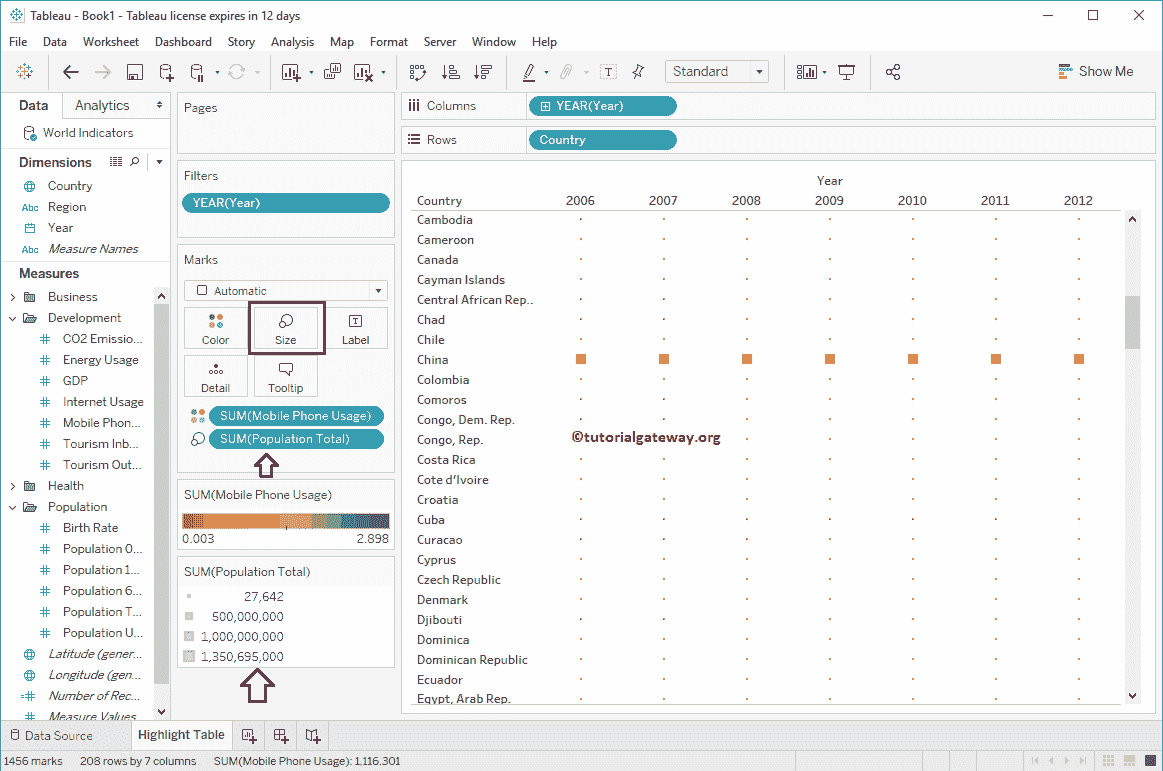 Tableau - Book1 - Tableau license expires in 12 days
File Data Worksheet Dashboard Story Analysis Map Format Server Window Help
Standard
Show Me
Data Analytics
World Indicators
Dimensions
Country
Abc Region
Year
Abc Measure Names
Measures
Business
Development
CO2 Emissio...
Energy Usage
GDP
Internet Usage
Mobile Phon...
Tourism Inb...
Tourism Out...
Health
Population
Birth Rate
Population 0...
Population 1...
Population 6...
Population T...
Population U...
Latitude (gener...
Longitude (gen...
Number of Rec...
Measure Values
Pages
Filters
YEAR(Year)
Marks
Automatic
Color Size Label
Detail Tooltip
SUM(Mobile Phone Usage)
SUM(Population Total)
SUM(Mobile Phone Usage)
0.003 2.898
SUM(Population Total)
27,642
500,000,000
1,000,000,000
1,350,695,000
Columns YEAR(Year)
Rows Country
Year
Country 2006 2007 2008 2009 2010 2011 2012
Cambodia
Cameroon
Canada
Cayman Islands
Central African Rep..
Chad
Chile
China
Colombia
Comoros
Congo, Dem. Rep.
Congo, Rep.
Costa Rica
Cote d'Ivoire
Croatia
Cuba
Curacao
Cyprus
Czech Republic
Denmark
Djibouti
Dominica
Dominican Republic
Ecuador
Egypt, Arab Rep.
©tutorialgateway.org
Data Source Highlight Table
1456 marks 208 rows by 7 columns SUM(Mobile Phone Usage): 1,116.301